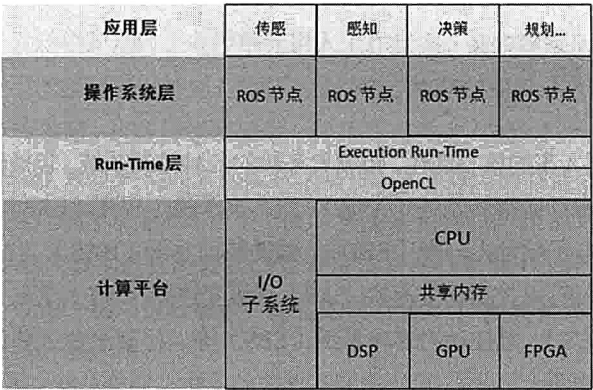 应用层 传感 感知 决策 规划...
操作系统层 ROS 节点 ROS 节点 ROS 节点 ROS 节点
Run-Time层 Execution Run-Time
OpenCL
计算平台 I/O
子系统 CPU
共享内存
DSP GPU FPGA